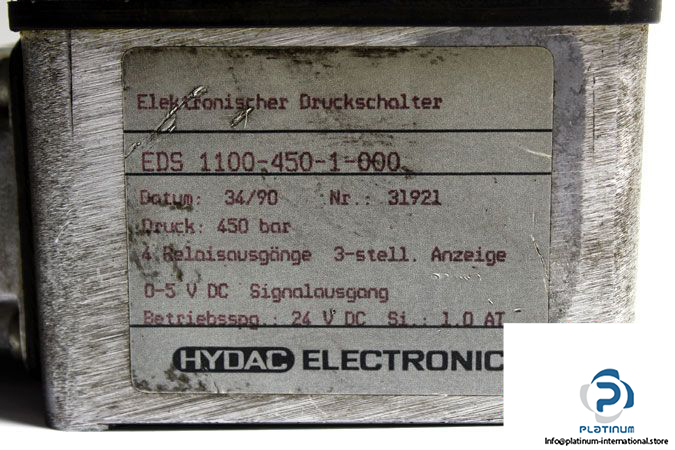 Elektronischer Druckschalter
EDS 1100-450-1-000
Datum: 34/90 Nr.: 31921
Druck: 450 bar
4 Relaisausgänge 3-stell. Anzeige
0-5 V DC Signalausgang
Betriebsspg.: 24 V DC Si.: 1.0 AT
HYDAC ELECTRONIC
PLATINUM
Info@platinum-international.store